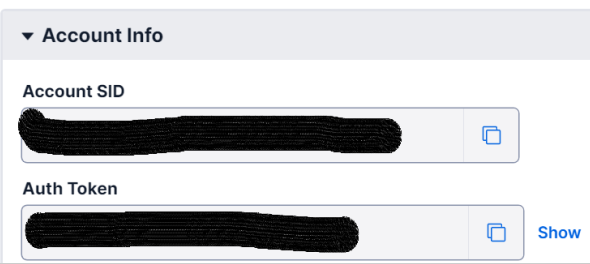 Account Info
Account SID
Auth Token
Show